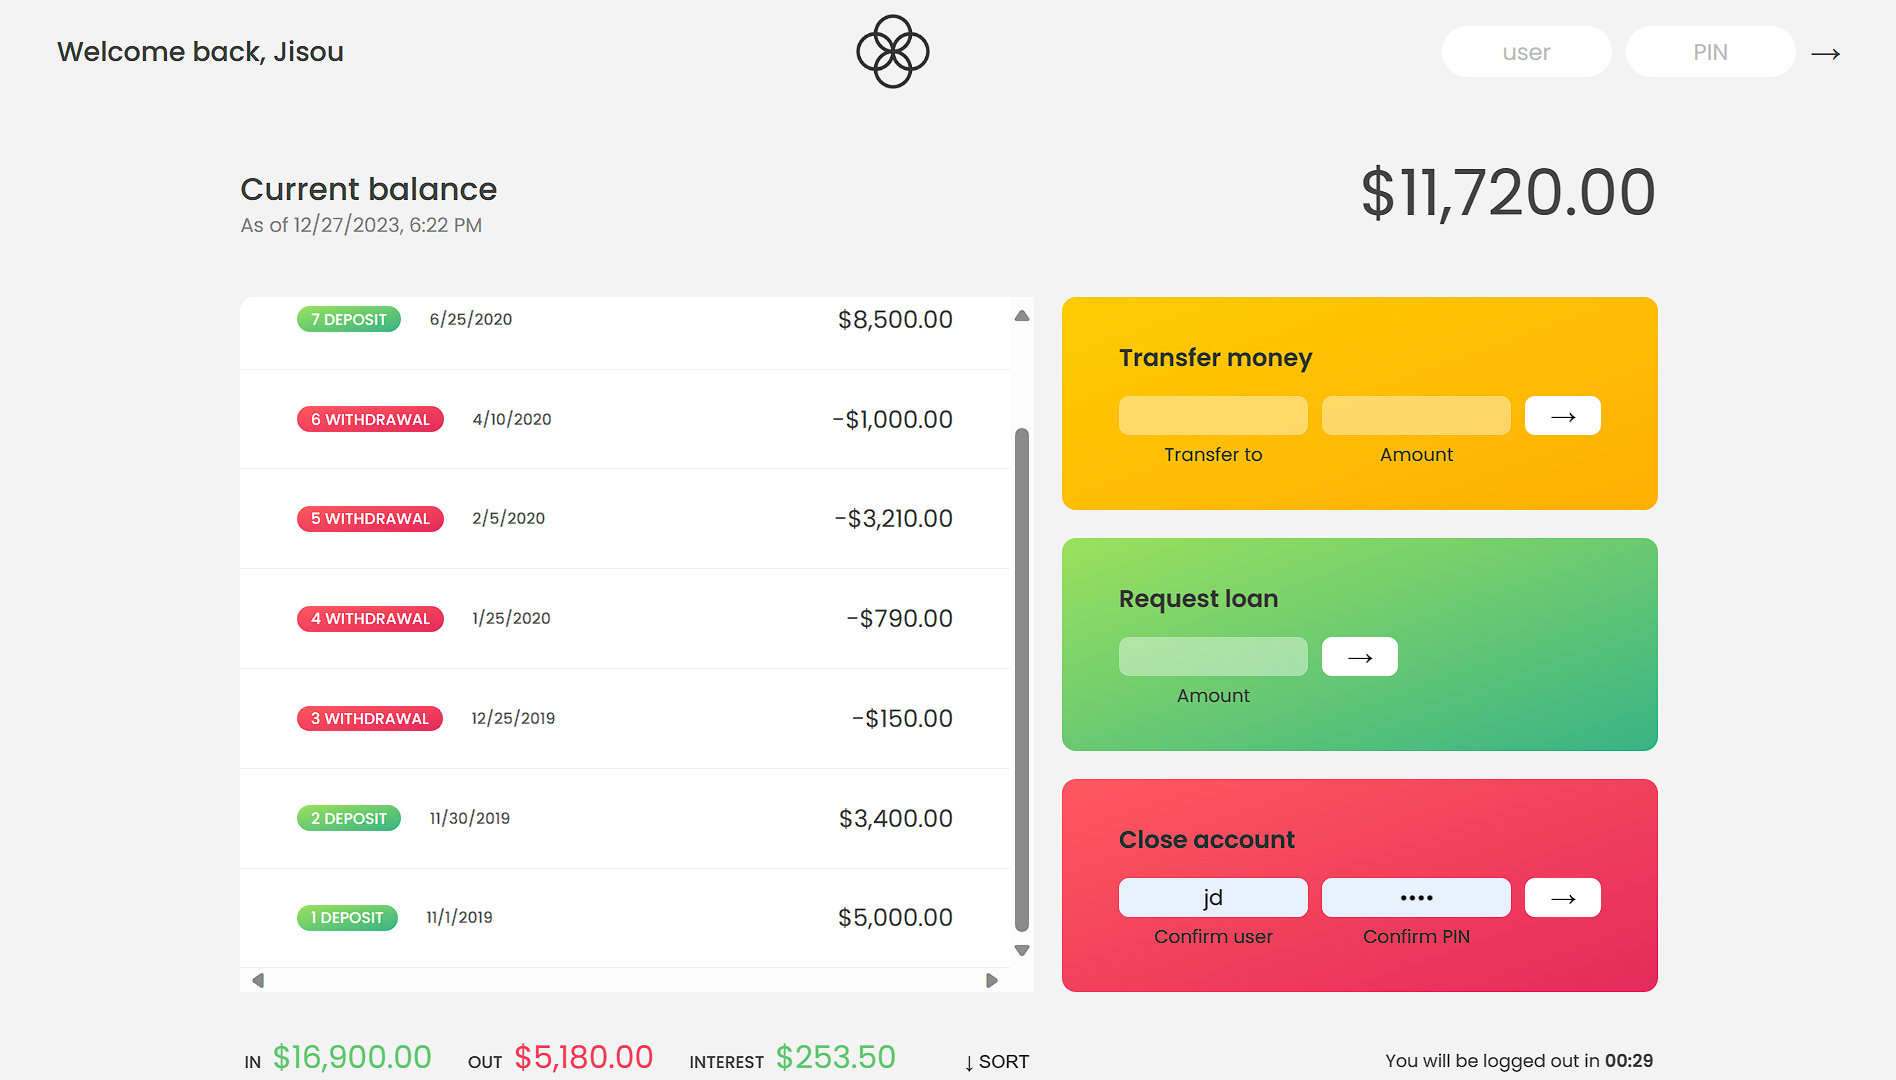 Welcome back, Jisou
user
PIN
→
Current balance
As of 12/27/2023, 6:22 PM
$11,720.00
7 DEPOSIT 6/25/2020 $8,500.00
6 WITHDRAWAL 4/10/2020 -$1,000.00
5 WITHDRAWAL 2/5/2020 -$3,210.00
4 WITHDRAWAL 1/25/2020 -$790.00
3 WITHDRAWAL 12/25/2019 -$150.00
2 DEPOSIT 11/30/2019 $3,400.00
1 DEPOSIT 11/1/2019 $5,000.00
Transfer money
→
Transfer to Amount
Request loan
→
Amount
Close account
jd •••• →
Confirm user Confirm PIN
IN $16,900.00 OUT $5,180.00 INTEREST $253.50 ↓ SORT
You will be logged out in 00:29